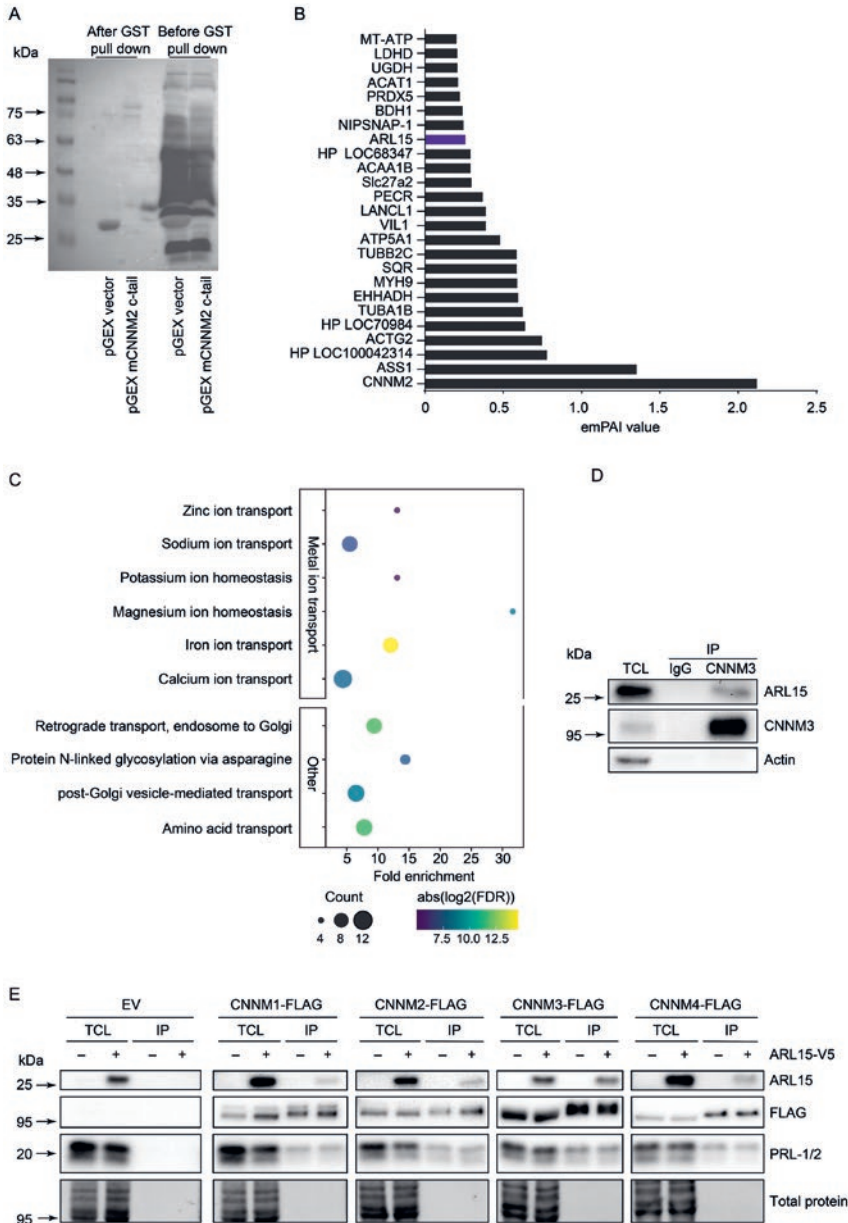 A
After GST Before GST
pull down pull down
kDa
75
63
48
35
25
pGEX vector
pGEX mCNNM2 c-tail
pGEX vector
pGEX mCNNM2 c-tail
B
MT-ATP
LDHD
UGDH
ACAT1
PRDX5
BDH1
NIPSNAP-1
ARL15
HP LOC68347
ACAA1B
Slc27a2
PECR
LANCL1
VIL1
ATP5A1
TUBB2C
SQR
MYH9
EHHADH
TUBA1B
HP LOC70984
ACTG2
HP LOC100042314
ASS1
CNNM2
0 0.5 1.0 1.5 2.0 2.5
emPAI value
C
Metal ion transport
Zinc ion transport
Sodium ion transport
Potassium ion homeostasis
Magnesium ion homeostasis
Iron ion transport
Calcium ion transport
Other
Retrograde transport, endosome to Golgi
Protein N-linked glycosylation via asparagine
post-Golgi vesicle-mediated transport
Amino acid transport
5 10 15 20 25 30
Fold enrichment
Count
4 8 12
abs(log2(FDR))
7.5 10.0 12.5
D
IP
kDa TCL IgG CNNM3
25 ARL15
95 CNNM3
Actin
E
EV CNNM1-FLAG CNNM2-FLAG CNNM3-FLAG CNNM4-FLAG
TCL IP TCL IP TCL IP TCL IP TCL IP
kDa – + – + – + – + – + – + – + – + – + – + ARL15-V5
25 ARL15
95 FLAG
20 PRL-1/2
95 Total protein